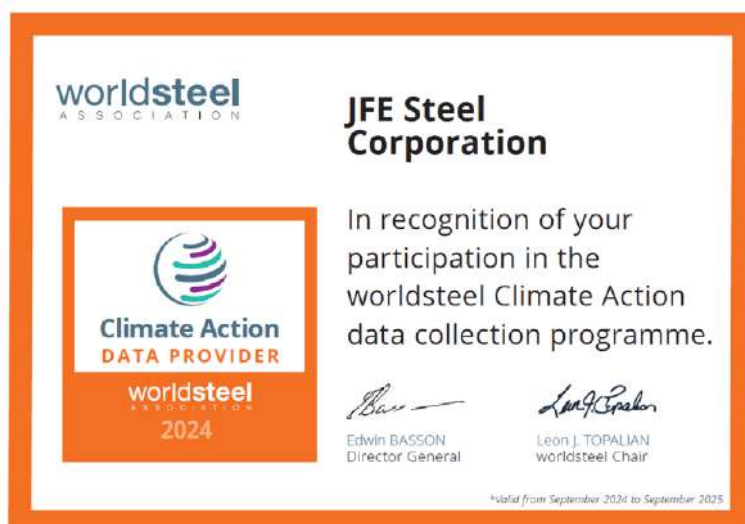 worldsteel
ASSOCIATION
JFE Steel
Corporation
In recognition of your
participation in the
worldsteel Climate Action
data collection programme.
Climate Action
DATA PROVIDER
worldsteel
ASSOCIATION
2024
Edwin BASSON
Director General
Leon J. TOPALIAN
worldsteel Chair
*Valid from September 2024 to September 2025